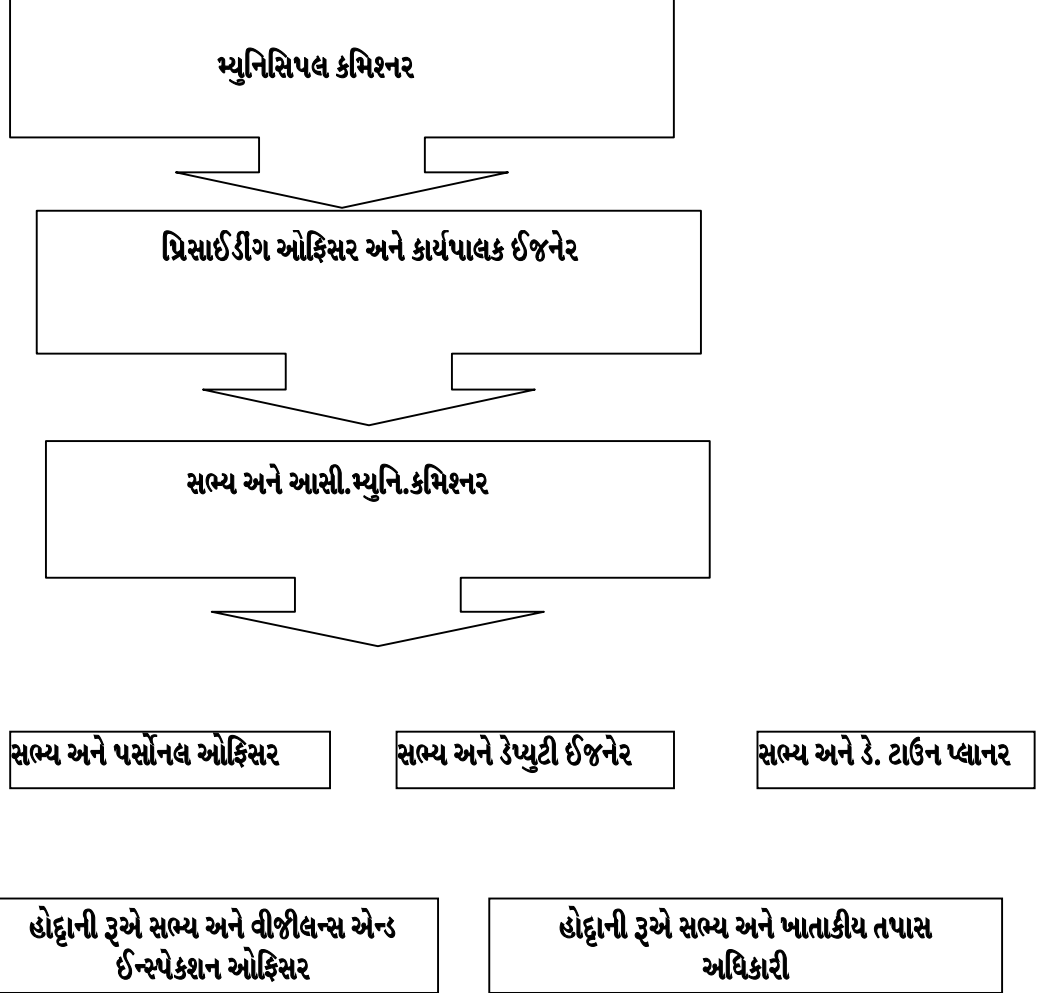 મ્યુનિસિપલ કમિશ્નર
પ્રિસાઈડીંગ ઓફિસર અને કાર્યપાલક ઈજનેર
સભ્ય અને આસી.મ્યુનિ.કમિશ્નર
સભ્ય અને પર્સોનલ ઓફિસર
સભ્ય અને ડેપ્યુટી ઈજનેર
સભ્ય અને ડે. ટાઉન પ્લાનર
હોદ્દાની રૂએ સભ્ય અને વીજીલન્સ એન્ડ
ઈન્સ્પેકશન ઓફિસર
હોદ્દાની રૂએ સભ્ય અને ખાતાકીય તપાસ
અધિકારી